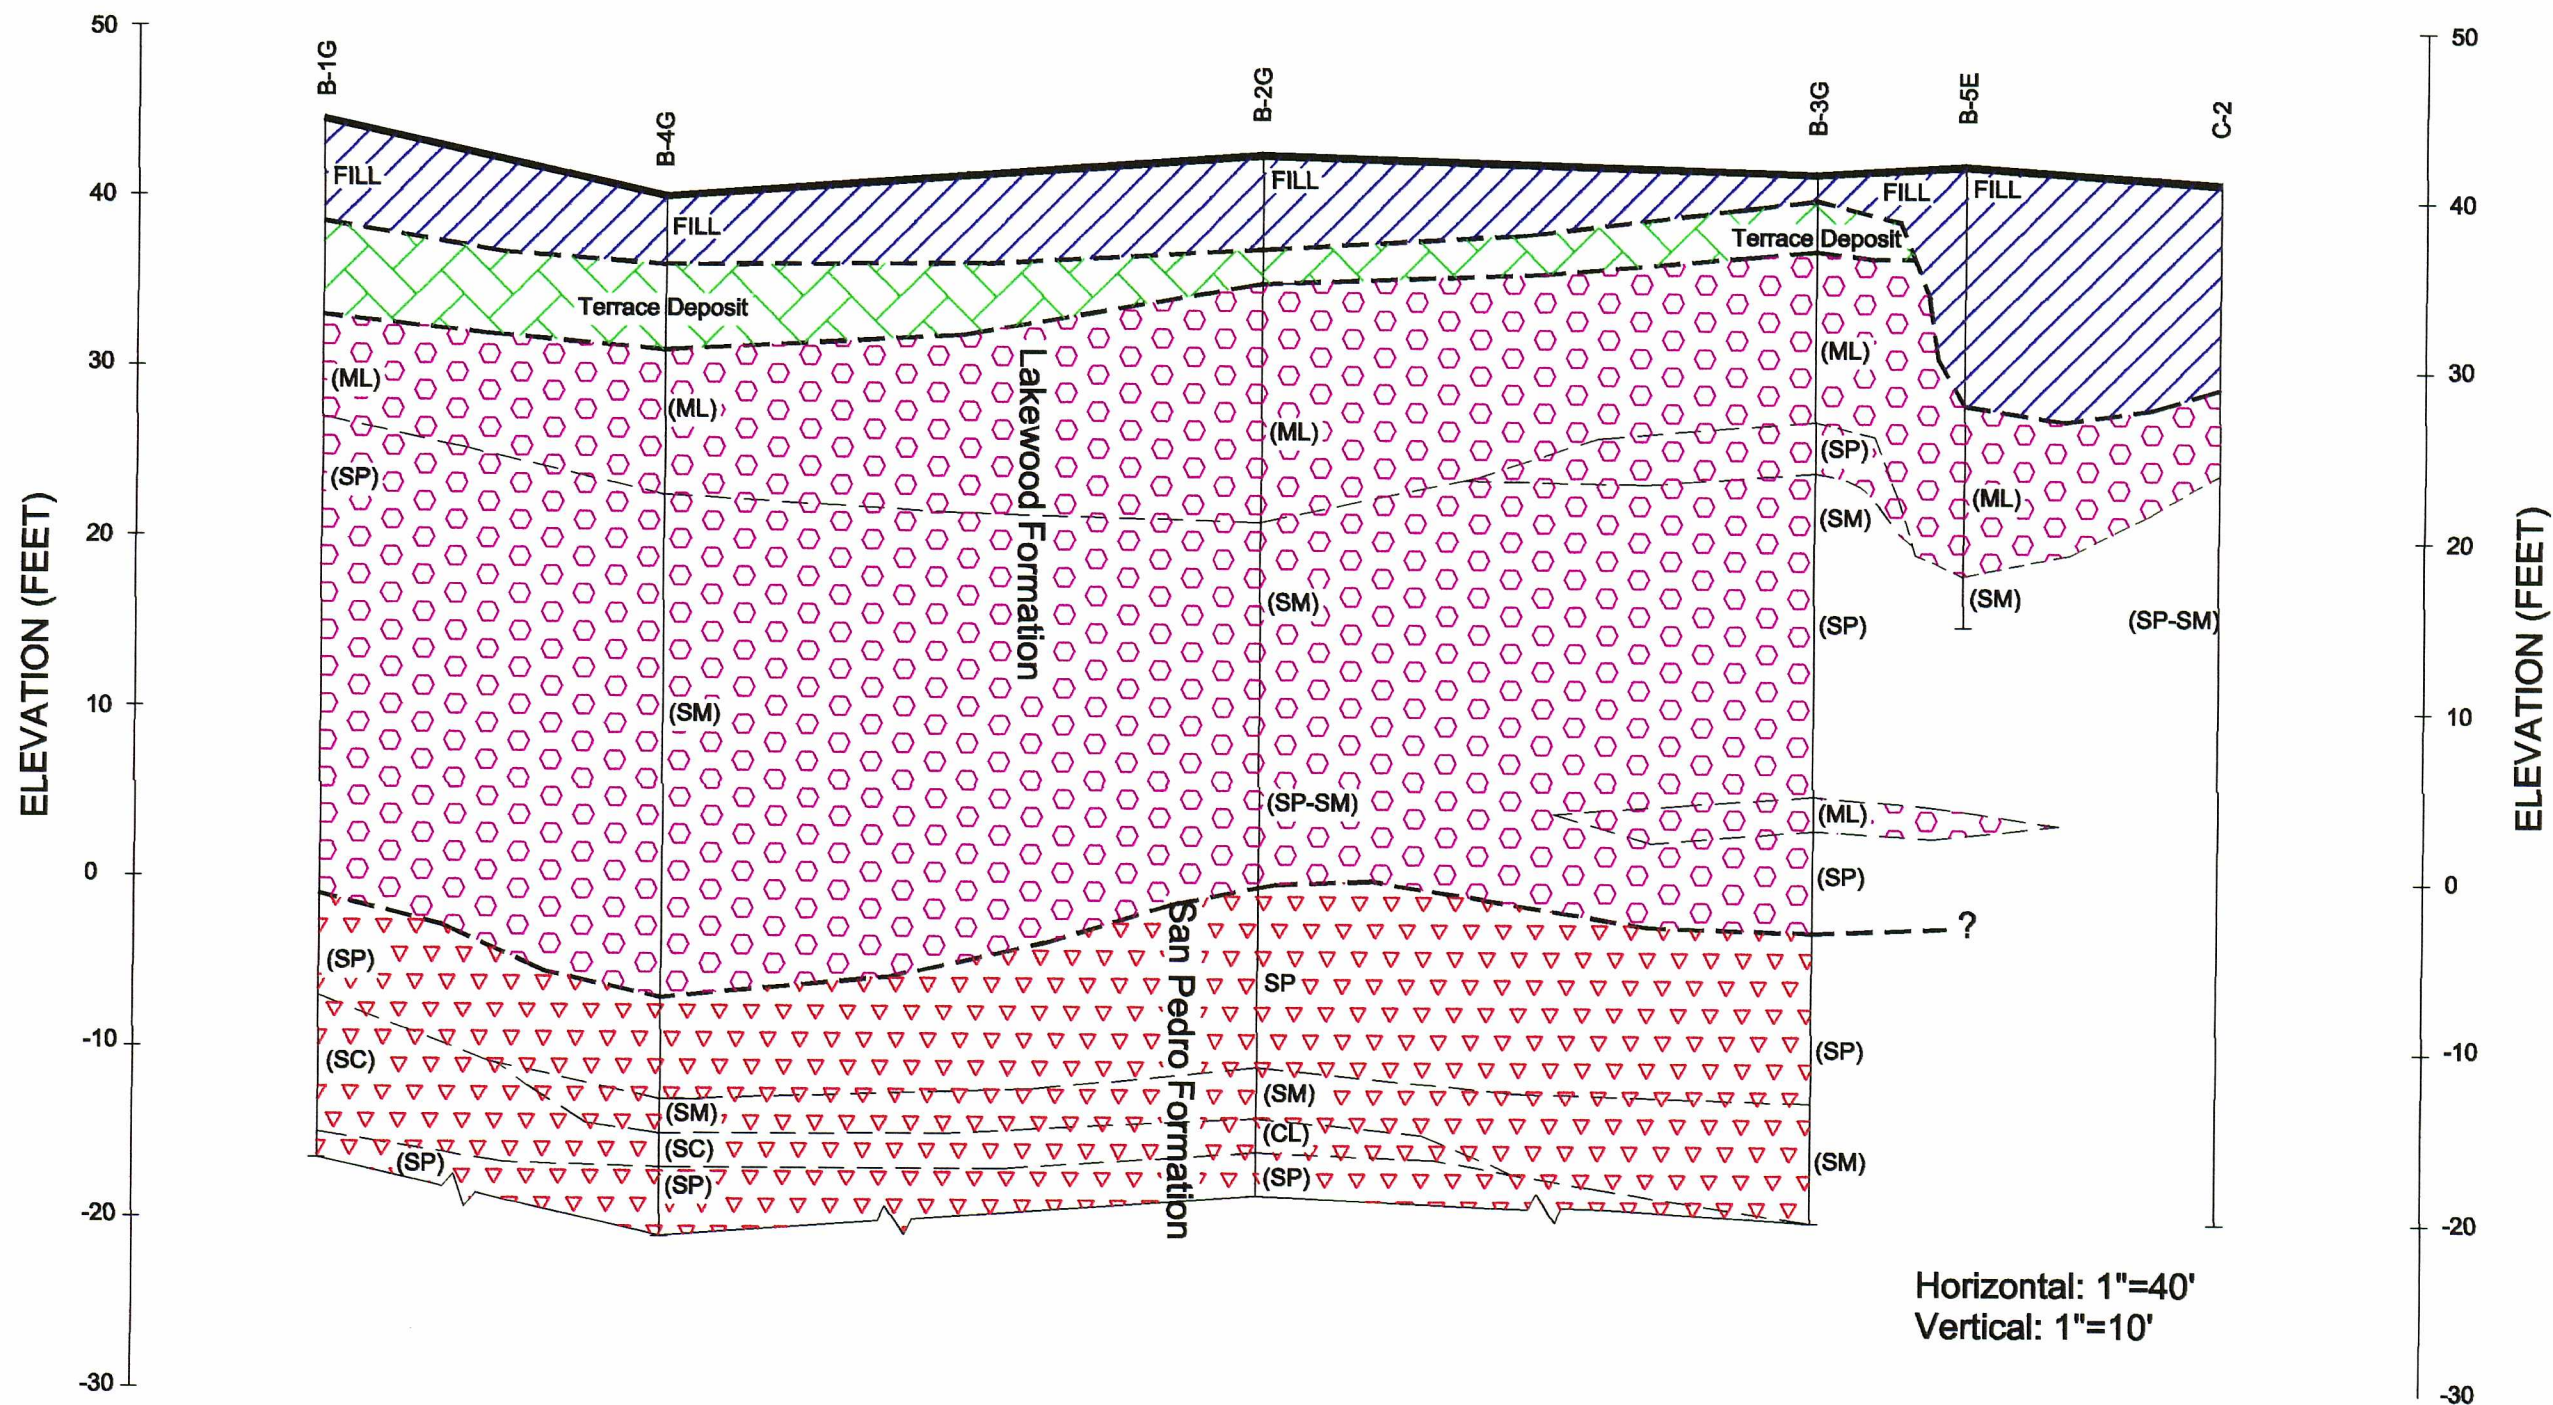 50
40
30
20
10
0
-10
-20
-30
ELEVATION (FEET)
B-1G
B-4G
B-2G
B-3G
B-5E
C-2
FILL
FILL
FILL
FILL
FILL
Terrace Deposit
Terrace Deposit
Lakewood Formation
(ML)
(SP)
(ML)
(SM)
(ML)
(SM)
(SP-SM)
(ML)
(SP)
(SM)
(SP)
(ML)
(SP)
(ML)
(SM)
(SP-SM)
?
San Pedro Formation
(SP)
(SC)
(SP)
(SM)
(SC)
(SP)
SP
(SM)
(CL)
(SP)
(SP)
(SM)
50
40
30
20
10
0
-10
-20
-30
ELEVATION (FEET)
Horizontal: 1"=40'
Vertical: 1"=10'